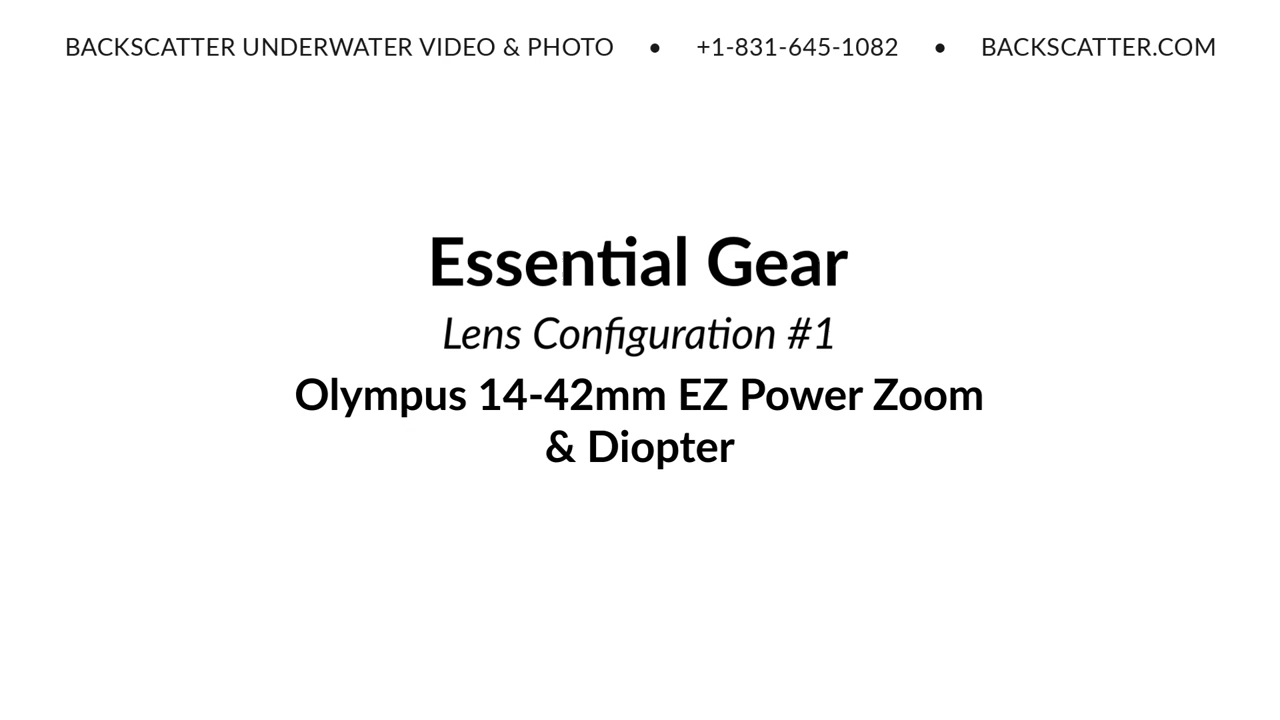 BACKSCATTER UNDERWATER VIDEO & PHOTO • +1-831-645-1082 • BACKSCATTER.COM
Essential Gear
Lens Configuration #1
Olympus 14-42mm EZ Power Zoom
& Diopter